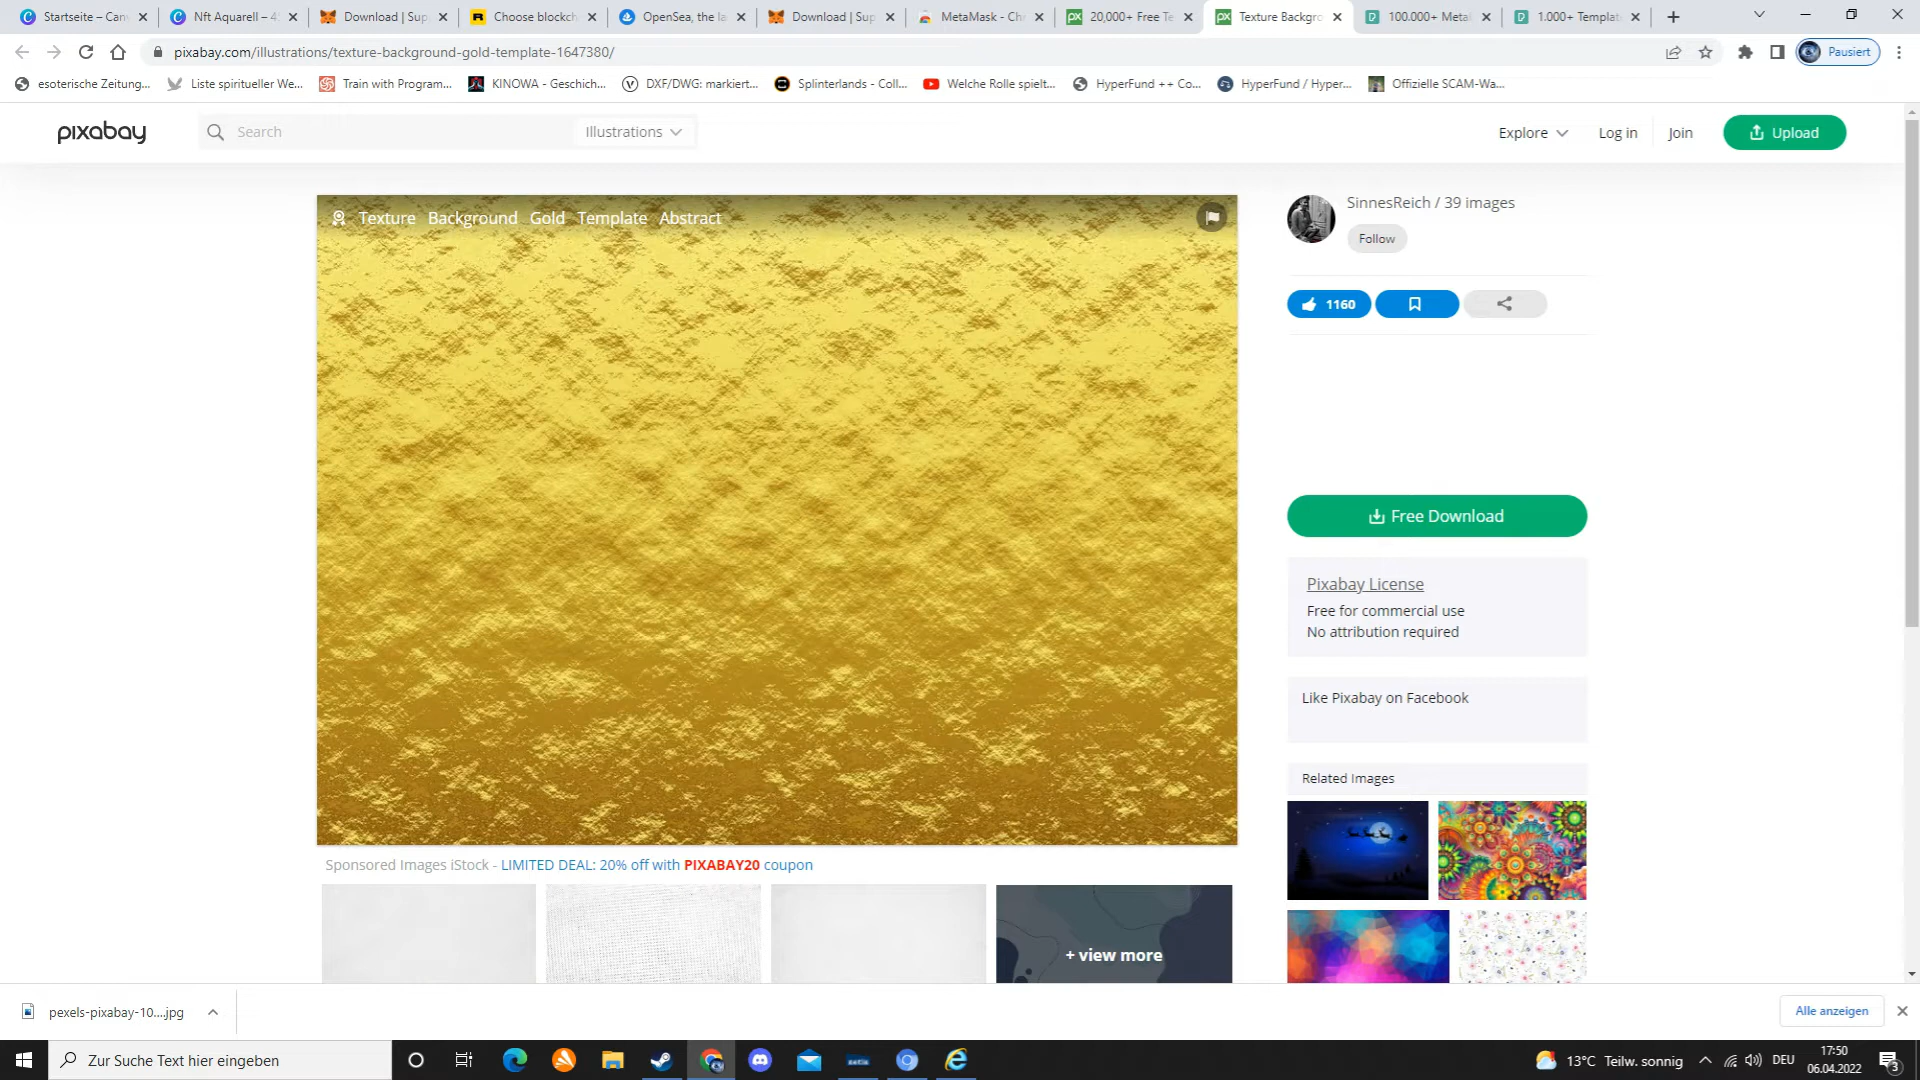 Startseite – Canv
Nft Aquarell – 4
Download | Sup
Choose blockch
OpenSea, the la
Download | Sup
MetaMask - Chr
20,000+ Free Te
Texture Backgro
100.000+ Metal
1.000+ Templat
pixabay.com/illustrations/texture-background-gold-template-1647380/
Pausiert
esoterische Zeitung...
Liste spiritueller We...
Train with Program...
KINOWA - Geschich...
DXF/DWG: markiert...
Splinterlands - Coll...
Welche Rolle spielt...
HyperFund ++ Co...
HyperFund / Hyper...
Offizielle SCAM-Wa...
pixabay
Search
Illustrations
Explore
Log in
Join
Upload
Texture Background Gold Template Abstract
SinnesReich / 39 images
Follow
1160
Free Download
Pixabay License
Free for commercial use
No attribution required
Like Pixabay on Facebook
Related Images
Sponsored Images iStock - LIMITED DEAL: 20% off with PIXABAY20 coupon
+ view more
pexels-pixabay-10....jpg
Alle anzeigen
Zur Suche Text hier eingeben
13°C Teilw. sonnig
DEU
17:50
06.04.2022
3